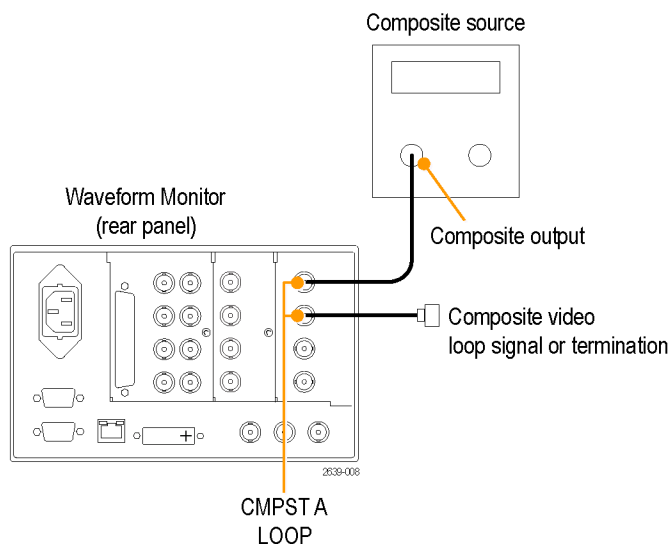 Composite source
Waveform Monitor
(rear panel)
Composite output
Composite video
loop signal or termination
2639-008
CMPST A
LOOP